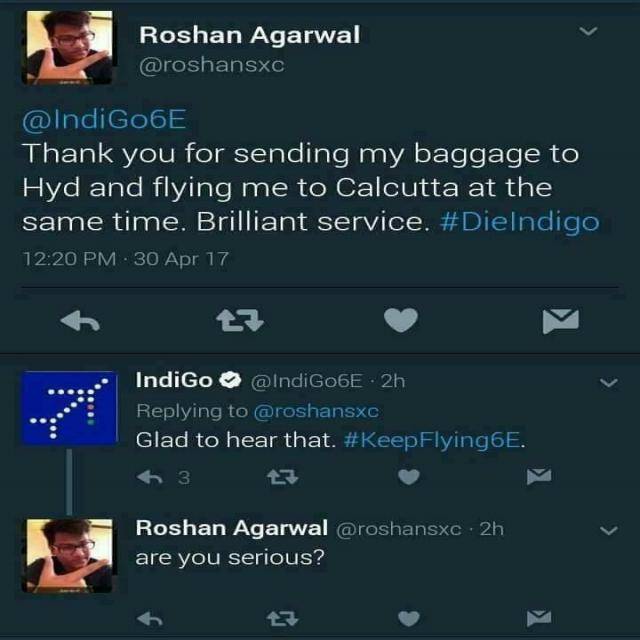 Roshan Agarwal
@roshansxc
@IndiGo6E
Thank you for sending my baggage to
Hyd and flying me to Calcutta at the
same time. Brilliant service. #DieIndigo
12:20 PM · 30 Apr 17
IndiGo @IndiGo6E · 2h
Replying to @roshansxc
Glad to hear that. #KeepFlying6E.
3
Roshan Agarwal @roshansxc · 2h
are you serious?